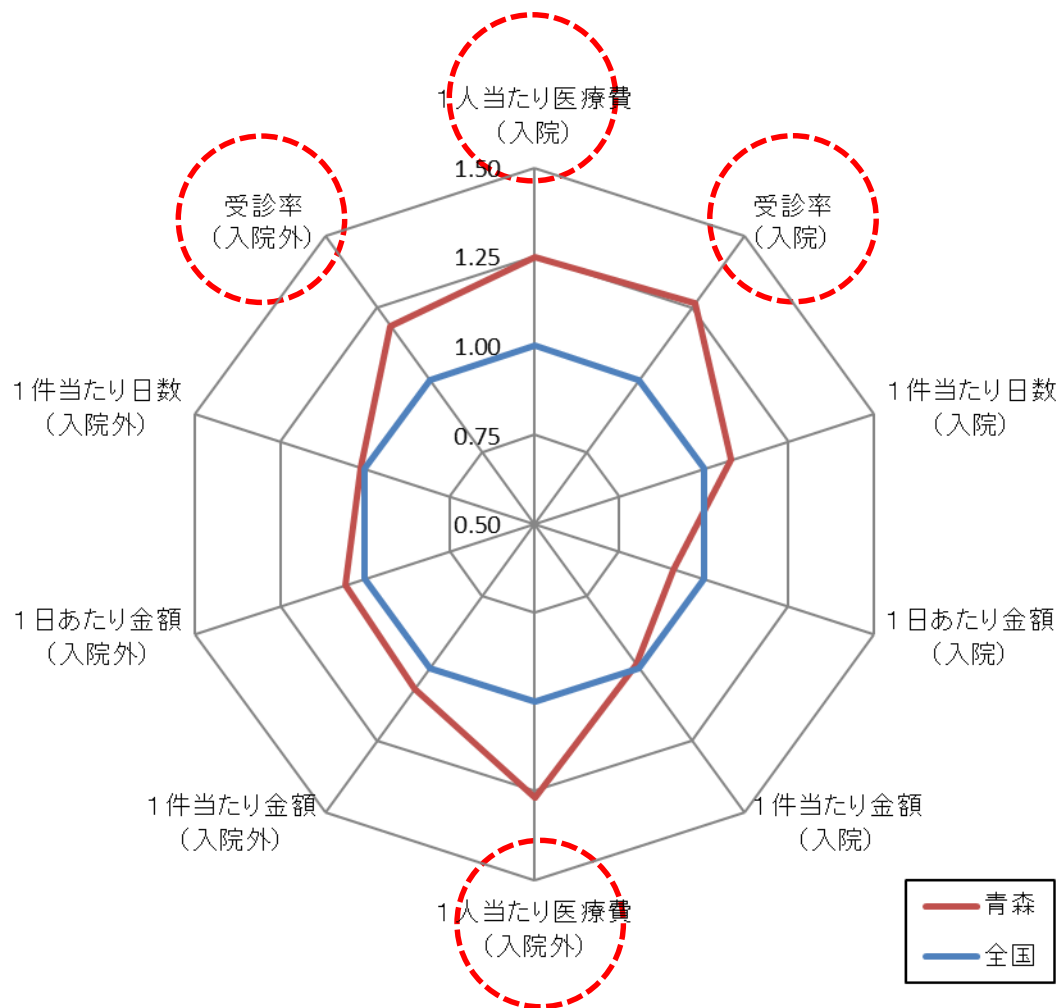 １人当たり医療費
（入院）
受診率
（入院外）
受診率
（入院）
1.50
1.25
1.00
0.75
0.50
１件当たり日数
（入院外）
１件当たり日数
（入院）
１日あたり金額
（入院外）
１日あたり金額
（入院）
１件当たり金額
（入院外）
１件当たり金額
（入院）
１人当たり医療費
（入院外）
青森
全国